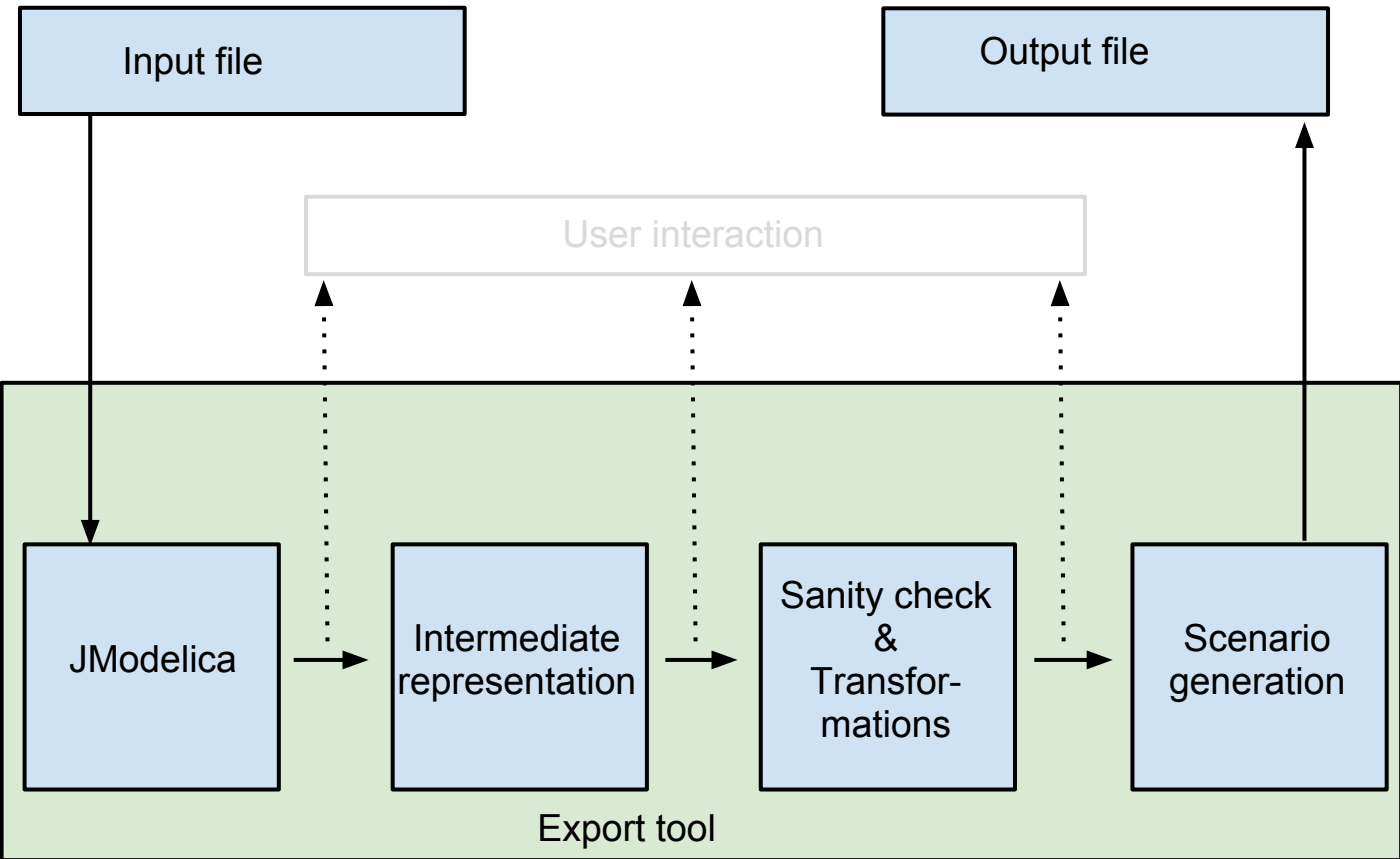 Input file
Output file
User interaction
JModelica
Intermediate
representation
Sanity check
&
Transfor-
mations
Scenario
generation
Export tool